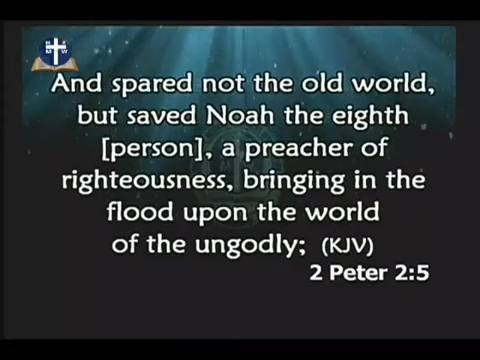 N F
M W
And spared not the old world,
but saved Noah the eighth
[person], a preacher of
righteousness, bringing in the
flood upon the world
of the ungodly; (KJV)
2 Peter 2:5